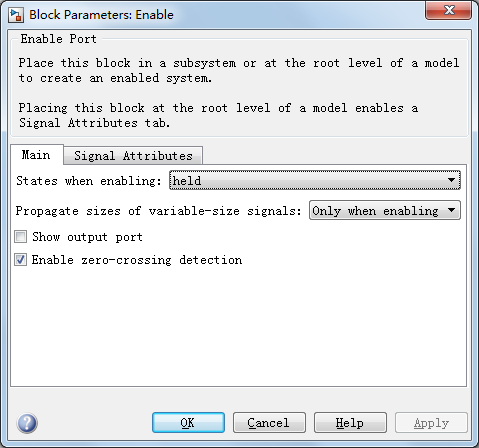 Block Parameters: Enable
Enable Port
Place this block in a subsystem or at the root level of a model
to create an enabled system.
Placing this block at the root level of a model enables a
Signal Attributes tab.
Main Signal Attributes
States when enabling: held
Propagate sizes of variable-size signals: Only when enabling
Show output port
Enable zero-crossing detection
OK Cancel Help Apply